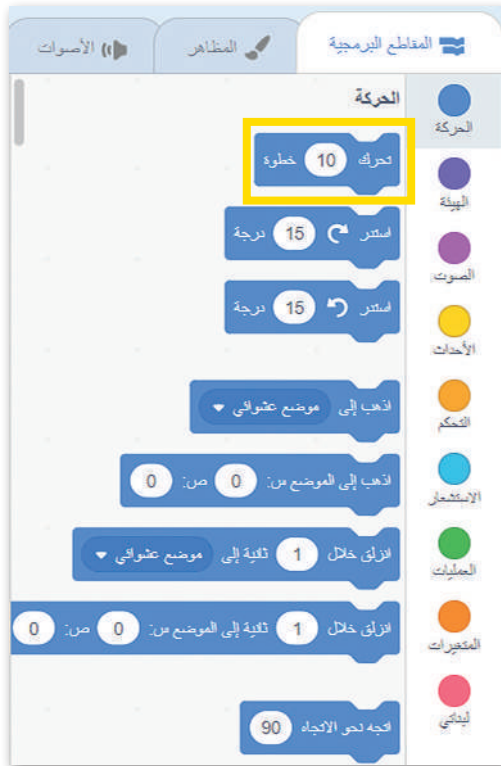 المقاطع البرمجية
المظاهر
الأصوات
الحركة
الهيئة
الصوت
الأحداث
التحكم
الاستشعار
العمليات
المتغيرات
لبناتي
الحركة
تحرك 10 خطوة
استدر 15 درجة
استدر 15 درجة
اذهب إلى موضع عشوائي
اذهب إلى الموضع س: 0 ص: 0
انزلق خلال 1 ثانية إلى موضع عشوائي
انزلق خلال 1 ثانية إلى الموضع س: 0 ص: 0
اتجه نحو الاتجاه 90